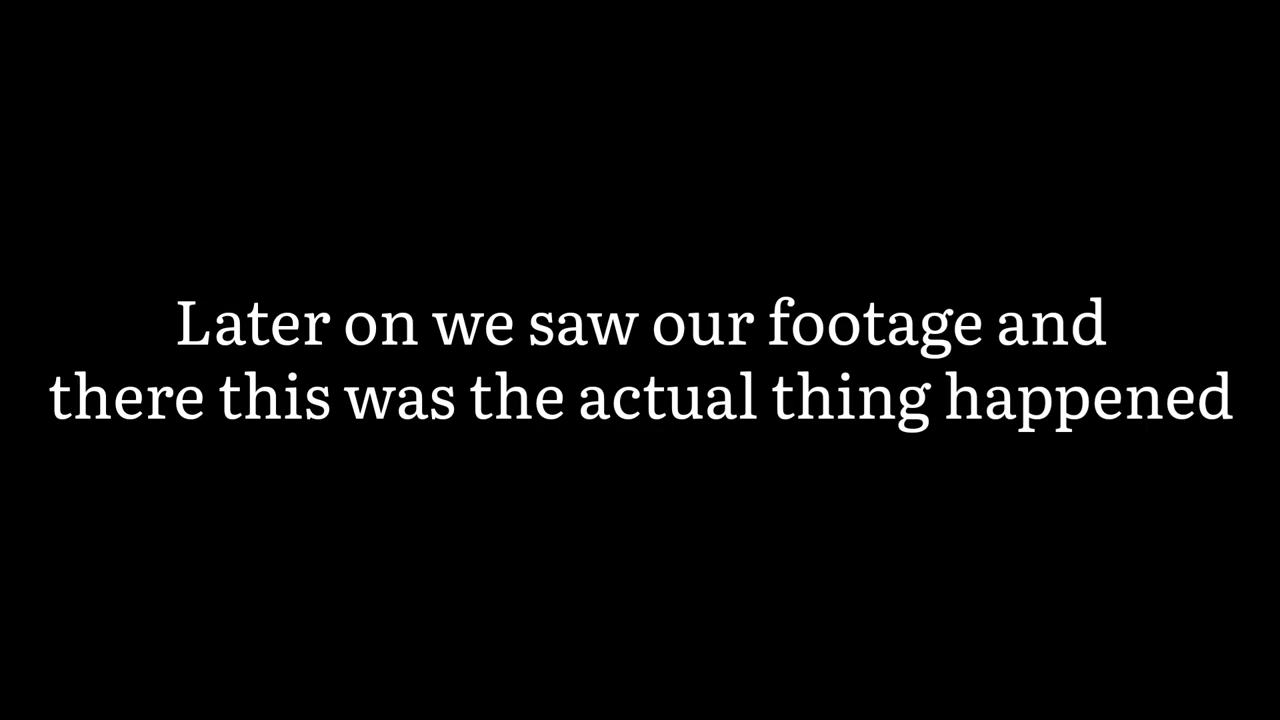 Later on we saw our footage and
there this was the actual thing happened